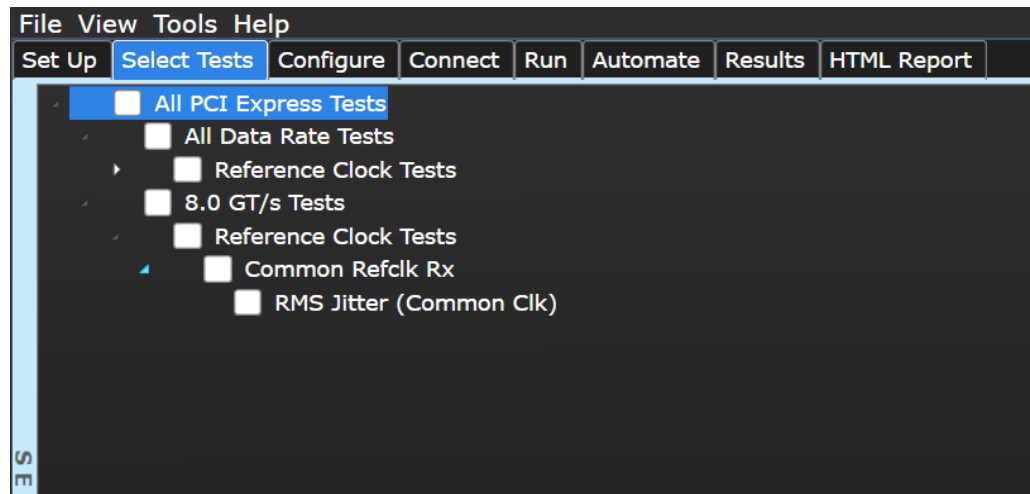 File View Tools Help
Set Up Select Tests Configure Connect Run Automate Results HTML Report
All PCI Express Tests
All Data Rate Tests
Reference Clock Tests
8.0 GT/s Tests
Reference Clock Tests
Common Refclk Rx
RMS Jitter (Common Clk)
S E